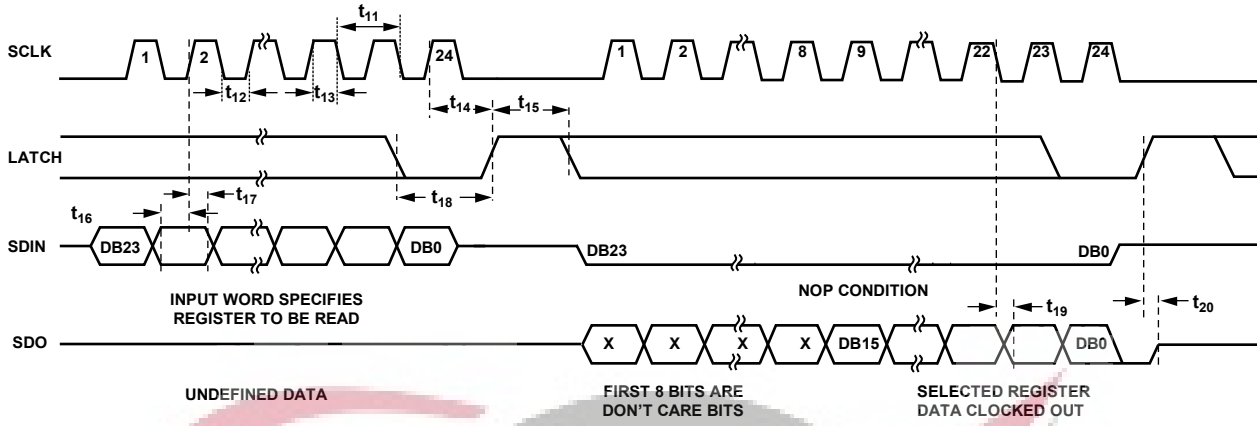 t11
SCLK
1
2
24
1
2
8
9
22
23
24
t12
t13
t14
t15
LATCH
t16
t17
t18
SDIN
DB23
DB0
DB23
DB0
INPUT WORD SPECIFIES
REGISTER TO BE READ
NOP CONDITION
t19
t20
SDO
X
X
X
X
DB15
DB0
UNDEFINED DATA
FIRST 8 BITS ARE
DON'T CARE BITS
SELECTED REGISTER
DATA CLOCKED OUT